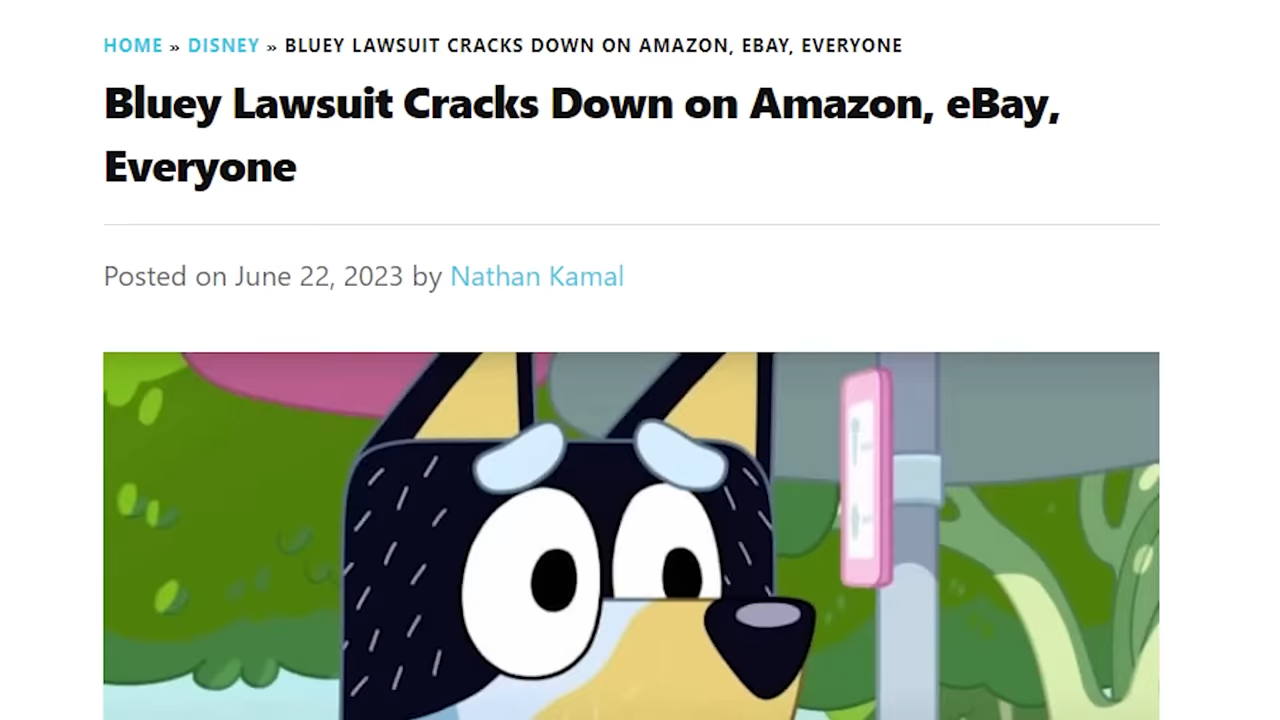 HOME » DISNEY » BLUEY LAWSUIT CRACKS DOWN ON AMAZON, EBAY, EVERYONE
Bluey Lawsuit Cracks Down on Amazon, eBay,
Everyone
Posted on June 22, 2023 by Nathan Kamal